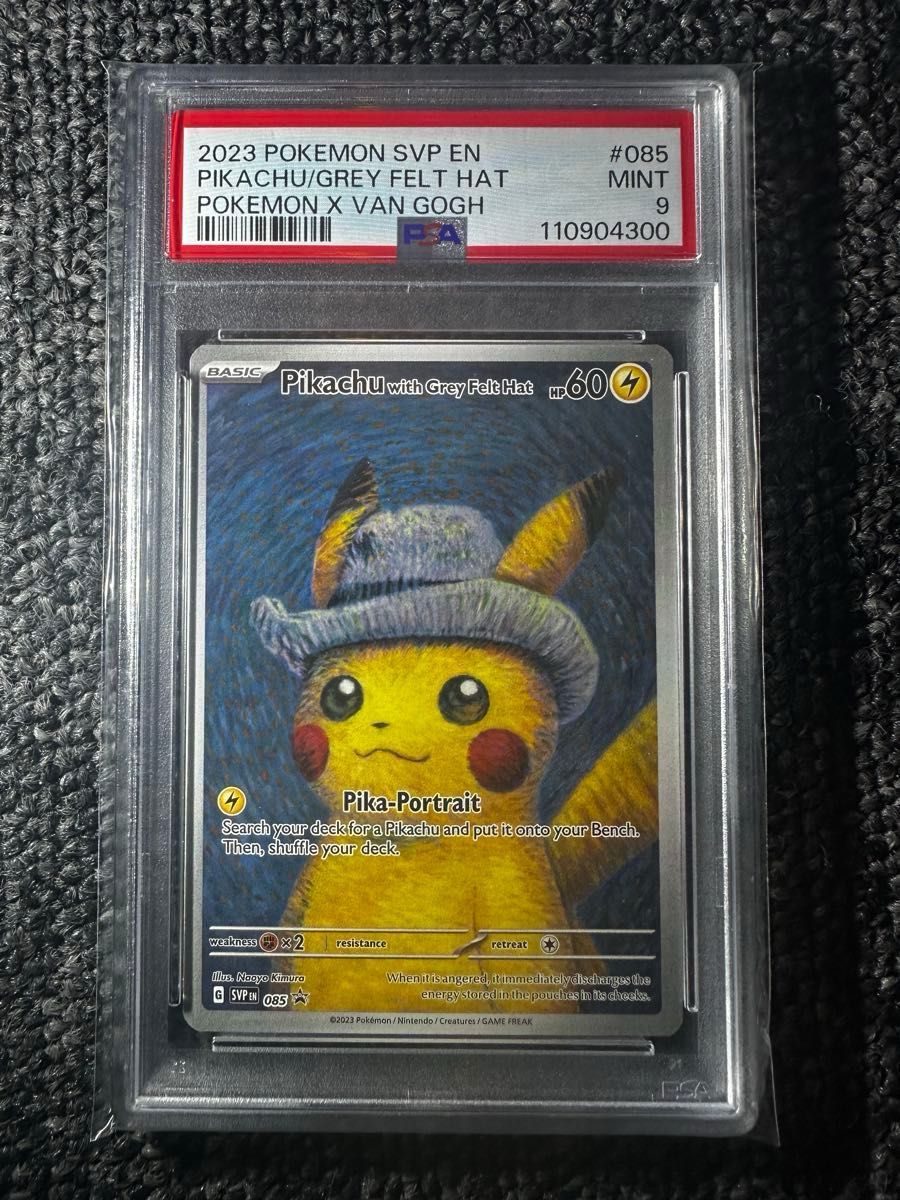 2023 POKEMON SVP EN #085
PIKACHU/GREY FELT HAT MINT
POKEMON X VAN GOGH 9
PSA 110904300
BASIC Pikachu with Grey Felt Hat HP60
Pika-Portrait
Search your deck for a Pikachu and put it onto your Bench.
Then, shuffle your deck.
weakness ×2 resistance retreat
Illus. Naoyo Kimura
When it is angered, it immediately discharges the
energy stored in the pouches in its cheeks.
G SVP EN 085
©2023 Pokémon / Nintendo / Creatures / GAME FREAK
PSA